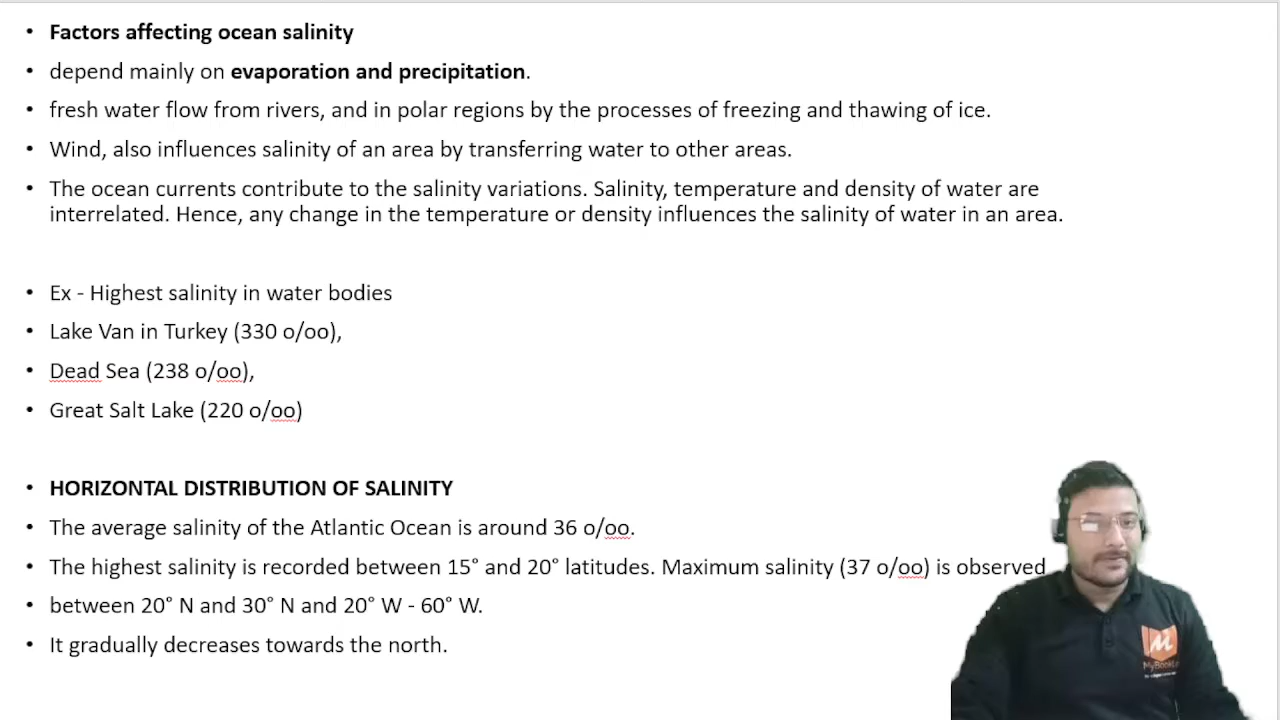 • Factors affecting ocean salinity
• depend mainly on evaporation and precipitation.
• fresh water flow from rivers, and in polar regions by the processes of freezing and thawing of ice.
• Wind, also influences salinity of an area by transferring water to other areas.
• The ocean currents contribute to the salinity variations. Salinity, temperature and density of water are
interrelated. Hence, any change in the temperature or density influences the salinity of water in an area.
• Ex - Highest salinity in water bodies
• Lake Van in Turkey (330 o/oo),
• Dead Sea (238 o/oo),
• Great Salt Lake (220 o/oo)
• HORIZONTAL DISTRIBUTION OF SALINITY
• The average salinity of the Atlantic Ocean is around 36 o/oo.
• The highest salinity is recorded between 15° and 20° latitudes. Maximum salinity (37 o/oo) is observed
• between 20° N and 30° N and 20° W - 60° W.
• It gradually decreases towards the north.